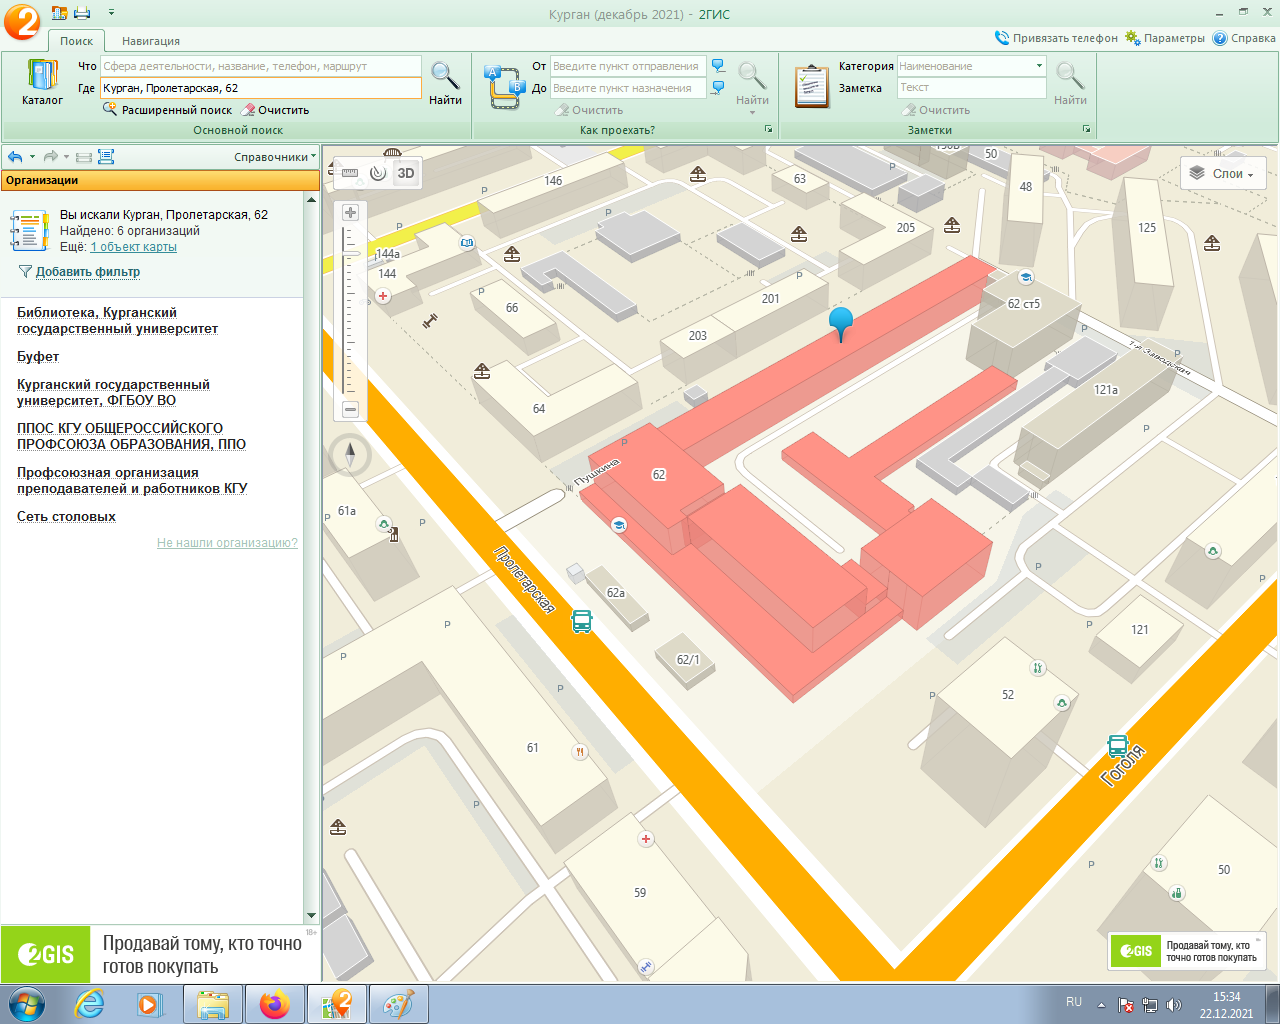 Курган (декабрь 2021) - 2ГИС
Поиск
Навигация
Привязать телефон
Параметры
Справка
Каталог
Что
Сфера деятельности, название, телефон, маршрут
Где
Курган, Пролетарская, 62
Расширенный поиск
Очистить
Найти
Основной поиск
От
Введите пункт отправления
До
Введите пункт назначения
Очистить
Найти
Как проехать?
Категория
Наименование
Заметка
Текст
Очистить
Найти
Заметки
Справочники
Организации
Вы искали Курган, Пролетарская, 62
Найдено: 6 организаций
Ещё: 1 объект карты
Добавить фильтр
Библиотека, Курганский
государственный университет
Буфет
Курганский государственный
университет, ФГБОУ ВО
ППОС КГУ ОБЩЕРОССИЙСКОГО
ПРОФСОЮЗА ОБРАЗОВАНИЯ, ППО
Профсоюзная организация
преподавателей и работников КГУ
Сеть столовых
Не нашли организацию?
2GIS
Продавай тому, кто точно
готов покупать
18+
3D
Слои
146
63
50
48
125
205
144а
144
66
201
203
62 ст5
1-я Заводская
121а
64
Пушкина
62
61а
Пролетарская
62а
62/1
121
52
61
Гоголя
59
50
2GIS
Продавай тому, кто
точно готов покупать
RU
15:34
22.12.2021